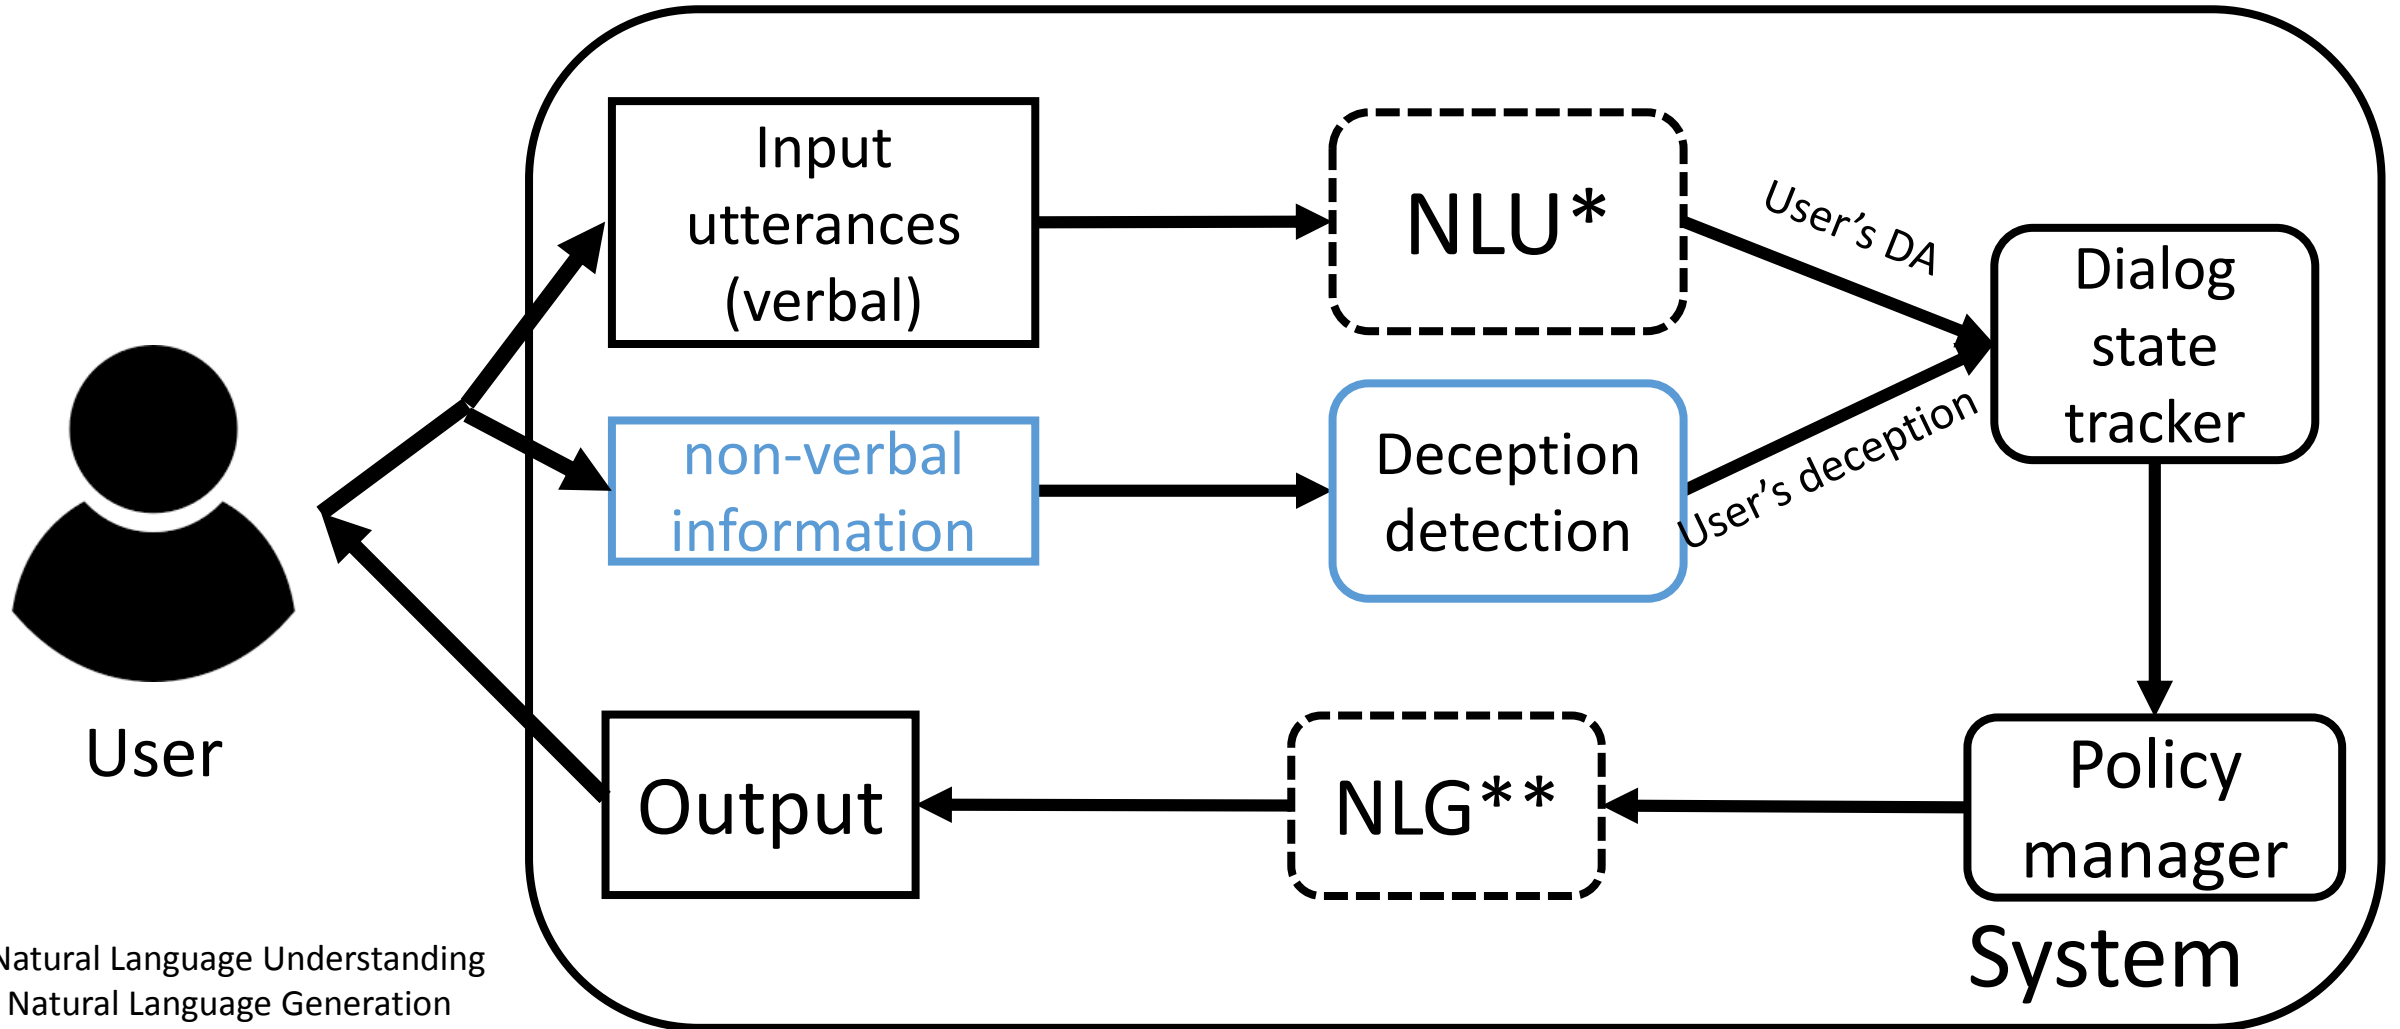 Input
utterances
(verbal)
NLU*
User's DA
Dialog
state
tracker
non-verbal
information
Deception
detection
User's deception
User
Output
NLG**
Policy
manager
System
Natural Language Understanding
Natural Language Generation